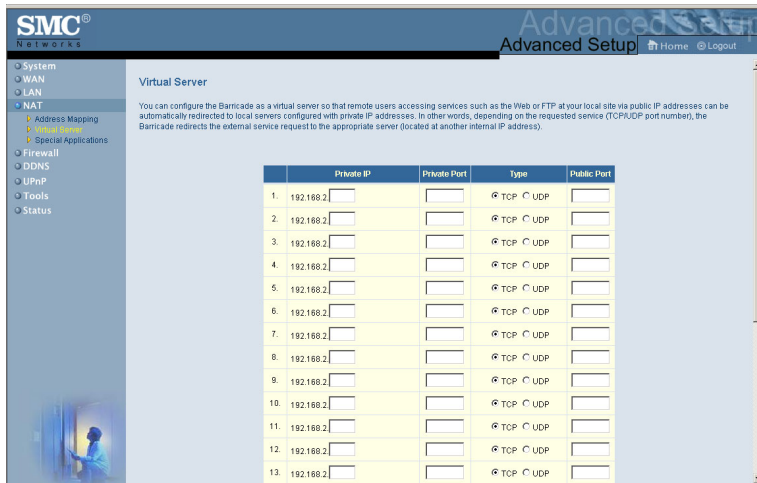 SMC®
Networks
Advanced Setup
Advanced Setup
Home Logout
System
WAN
LAN
NAT
Address Mapping
Virtual Server
Special Applications
Firewall
DDNS
UPnP
Tools
Status
Virtual Server
You can configure the Barricade as a virtual server so that remote users accessing services such as the Web or FTP at your local site via public IP addresses can be
automatically redirected to local servers configured with private IP addresses. In other words, depending on the requested service (TCP/UDP port number), the
Barricade redirects the external service request to the appropriate server (located at another internal IP address).
Private IP Private Port Type Public Port
1. 192.168.2. TCP UDP
2. 192.168.2. TCP UDP
3. 192.168.2. TCP UDP
4. 192.168.2. TCP UDP
5. 192.168.2. TCP UDP
6. 192.168.2. TCP UDP
7. 192.168.2. TCP UDP
8. 192.168.2. TCP UDP
9. 192.168.2. TCP UDP
10. 192.168.2. TCP UDP
11. 192.168.2. TCP UDP
12. 192.168.2. TCP UDP
13. 192.168.2. TCP UDP